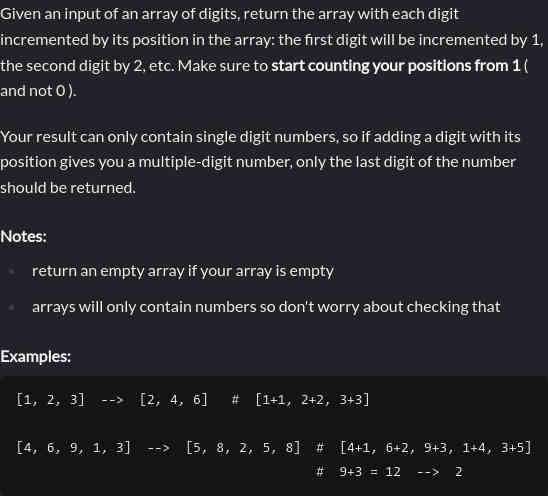 Given an input of an array of digits, return the array with each digit
incremented by its position in the array: the first digit will be incremented by 1,
the second digit by 2, etc. Make sure to start counting your positions from 1 (
and not 0 ).
Your result can only contain single digit numbers, so if adding a digit with its
position gives you a multiple-digit number, only the last digit of the number
should be returned.
Notes:
return an empty array if your array is empty
arrays will only contain numbers so don't worry about checking that
Examples:
[1, 2, 3]  -->  [2, 4, 6]   #  [1+1, 2+2, 3+3]
[4, 6, 9, 1, 3]  -->  [5, 8, 2, 5, 8]  #  [4+1, 6+2, 9+3, 1+4, 3+5]
#  9+3 = 12  -->  2